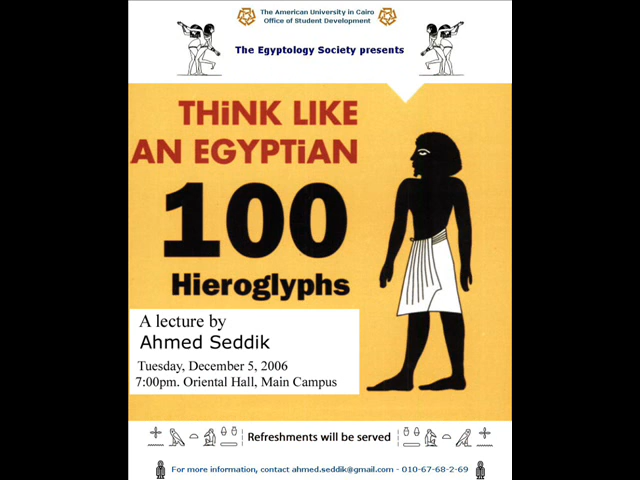 The American University in Cairo
Office of Student Development
The Egyptology Society presents
THiNK LIKE
AN EGYPTiAN
100
Hieroglyphs
A lecture by
Ahmed Seddik
Tuesday, December 5, 2006
7:00pm. Oriental Hall, Main Campus
Refreshments will be served
For more information, contact ahmed.seddik@gmail.com - 010-67-68-2-69